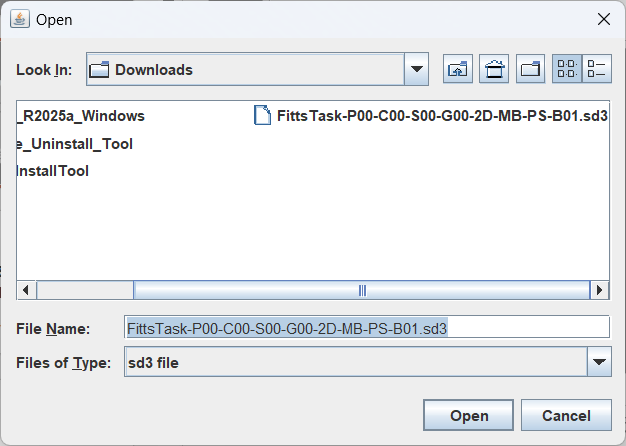 Open
Look In: Downloads
_R2025a_Windows FittsTask-P00-C00-S00-G00-2D-MB-PS-B01.sd3
e_Uninstall_Tool
InstallTool
File Name: FittsTask-P00-C00-S00-G00-2D-MB-PS-B01.sd3
Files of Type: sd3 file
Open Cancel